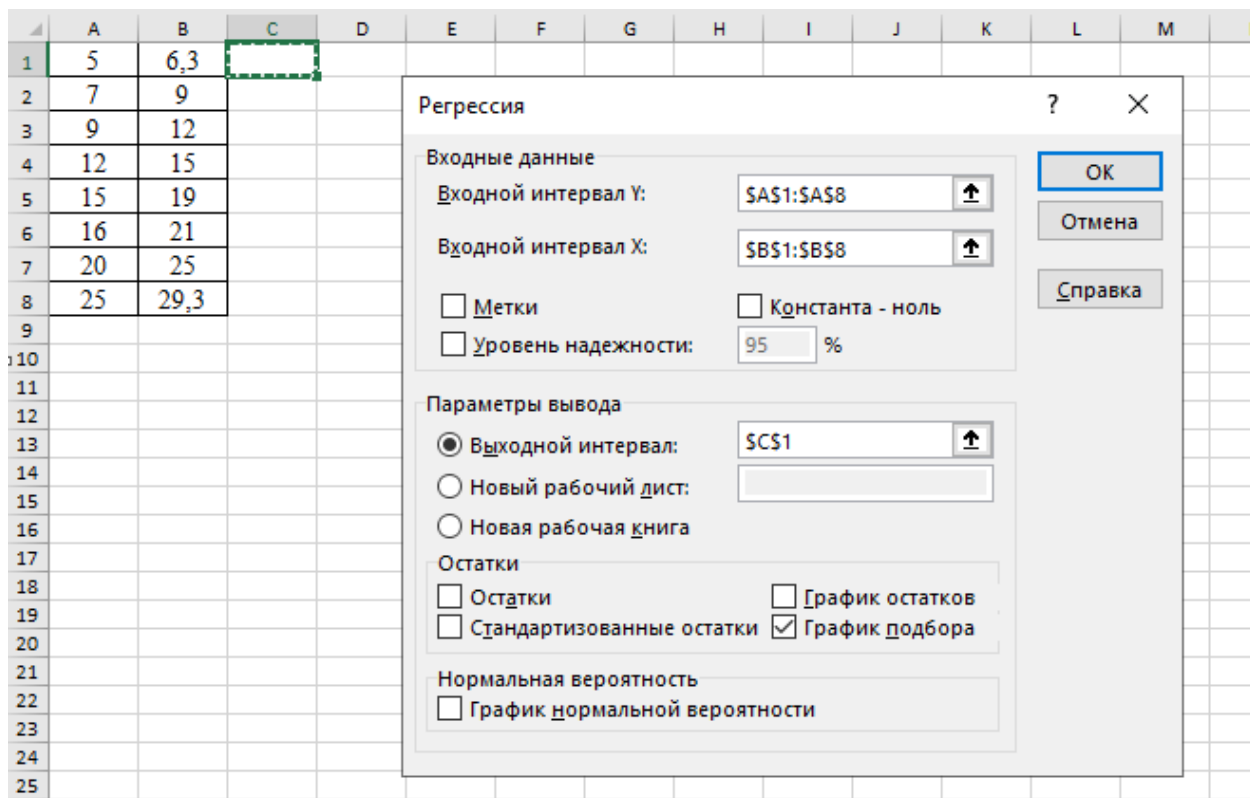 A B C D E F G H I J K L M
1 5 6,3
2 7 9
3 9 12
4 12 15
5 15 19
6 16 21
7 20 25
8 25 29,3
9
10
11
12
13
14
15
16
17
18
19
20
21
22
23
24
25
Регрессия ? ×
Входные данные
Входной интервал Y: $A$1:$A$8
Входной интервал X: $B$1:$B$8
Метки Константа - ноль
Уровень надежности: 95 %
OK
Отмена
Справка
Параметры вывода
Выходной интервал: $C$1
Новый рабочий лист:
Новая рабочая книга
Остатки
Остатки График остатков
Стандартизованные остатки График подбора
Нормальная вероятность
График нормальной вероятности